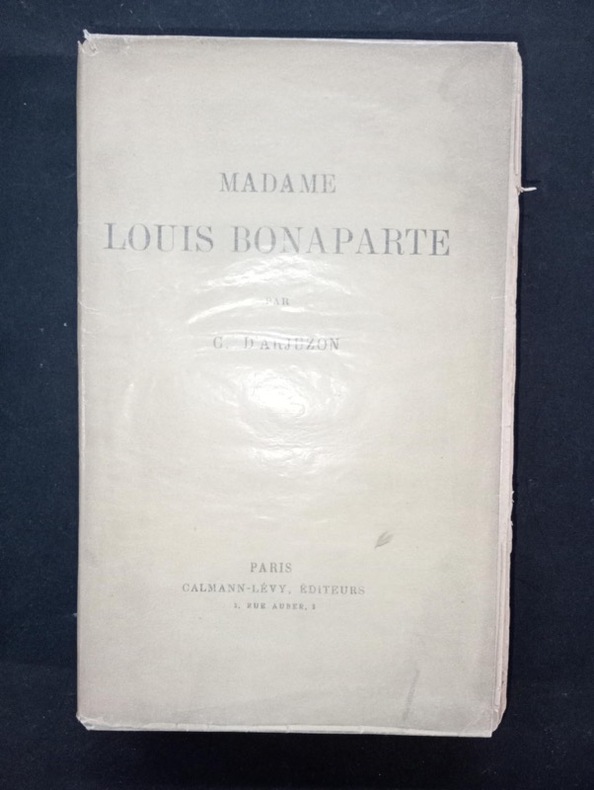 MADAME
LOUIS BONAPARTE
PAR
C. D'ARJUZON
PARIS
CALMANN-LÉVY, ÉDITEURS
3, RUE AUBER, 3